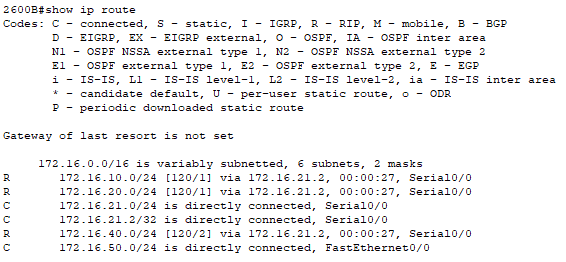 2600B#show ip route
Codes: C - connected, S - static, I - IGRP, R - RIP, M - mobile, B - BGP
       D - EIGRP, EX - EIGRP external, O - OSPF, IA - OSPF inter area
       N1 - OSPF NSSA external type 1, N2 - OSPF NSSA external type 2
       E1 - OSPF external type 1, E2 - OSPF external type 2, E - EGP
       i - IS-IS, L1 - IS-IS level-1, L2 - IS-IS level-2, ia - IS-IS inter area
       * - candidate default, U - per-user static route, o - ODR
       P - periodic downloaded static route
Gateway of last resort is not set
     172.16.0.0/16 is variably subnetted, 6 subnets, 2 masks
R       172.16.10.0/24 [120/1] via 172.16.21.2, 00:00:27, Serial0/0
R       172.16.20.0/24 [120/1] via 172.16.21.2, 00:00:27, Serial0/0
C       172.16.21.0/24 is directly connected, Serial0/0
C       172.16.21.2/32 is directly connected, Serial0/0
R       172.16.40.0/24 [120/2] via 172.16.21.2, 00:00:27, Serial0/0
C       172.16.50.0/24 is directly connected, FastEthernet0/0